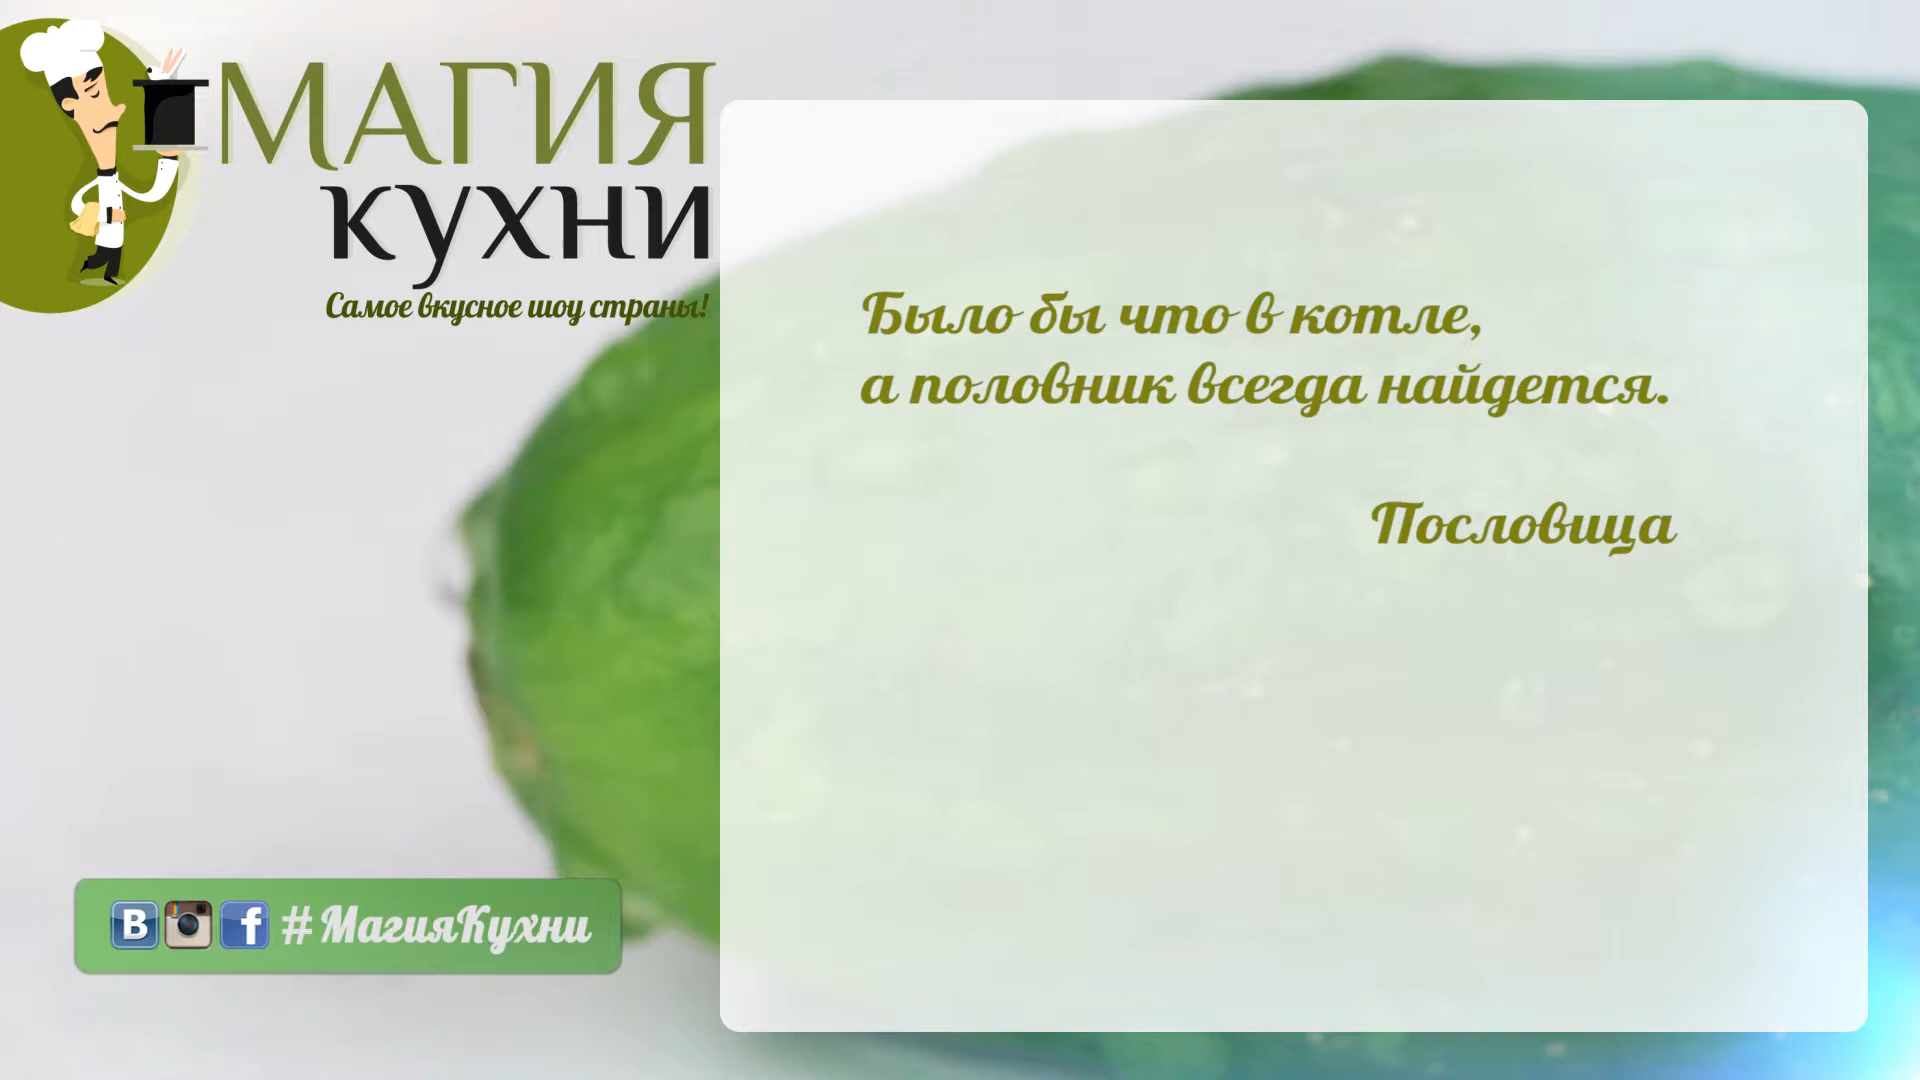 МАГИЯ
кухни
Самое вкусное шоу страны!
Было бы что в котле,
а половник всегда найдется.
Пословица
В f #МагияКухни